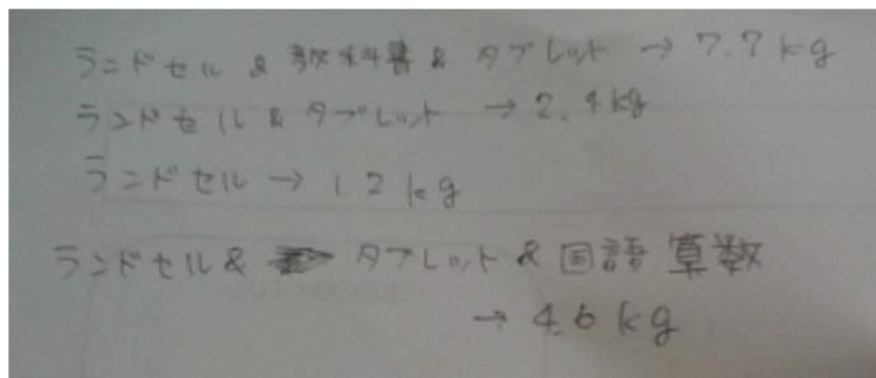 ランドセル & 教科書 & タブレット → 7.7kg
ランドセル & タブレット → 2.4kg
ランドセル → 1.2kg
ランドセル & タブレット & 国語 算数
→ 4.6kg